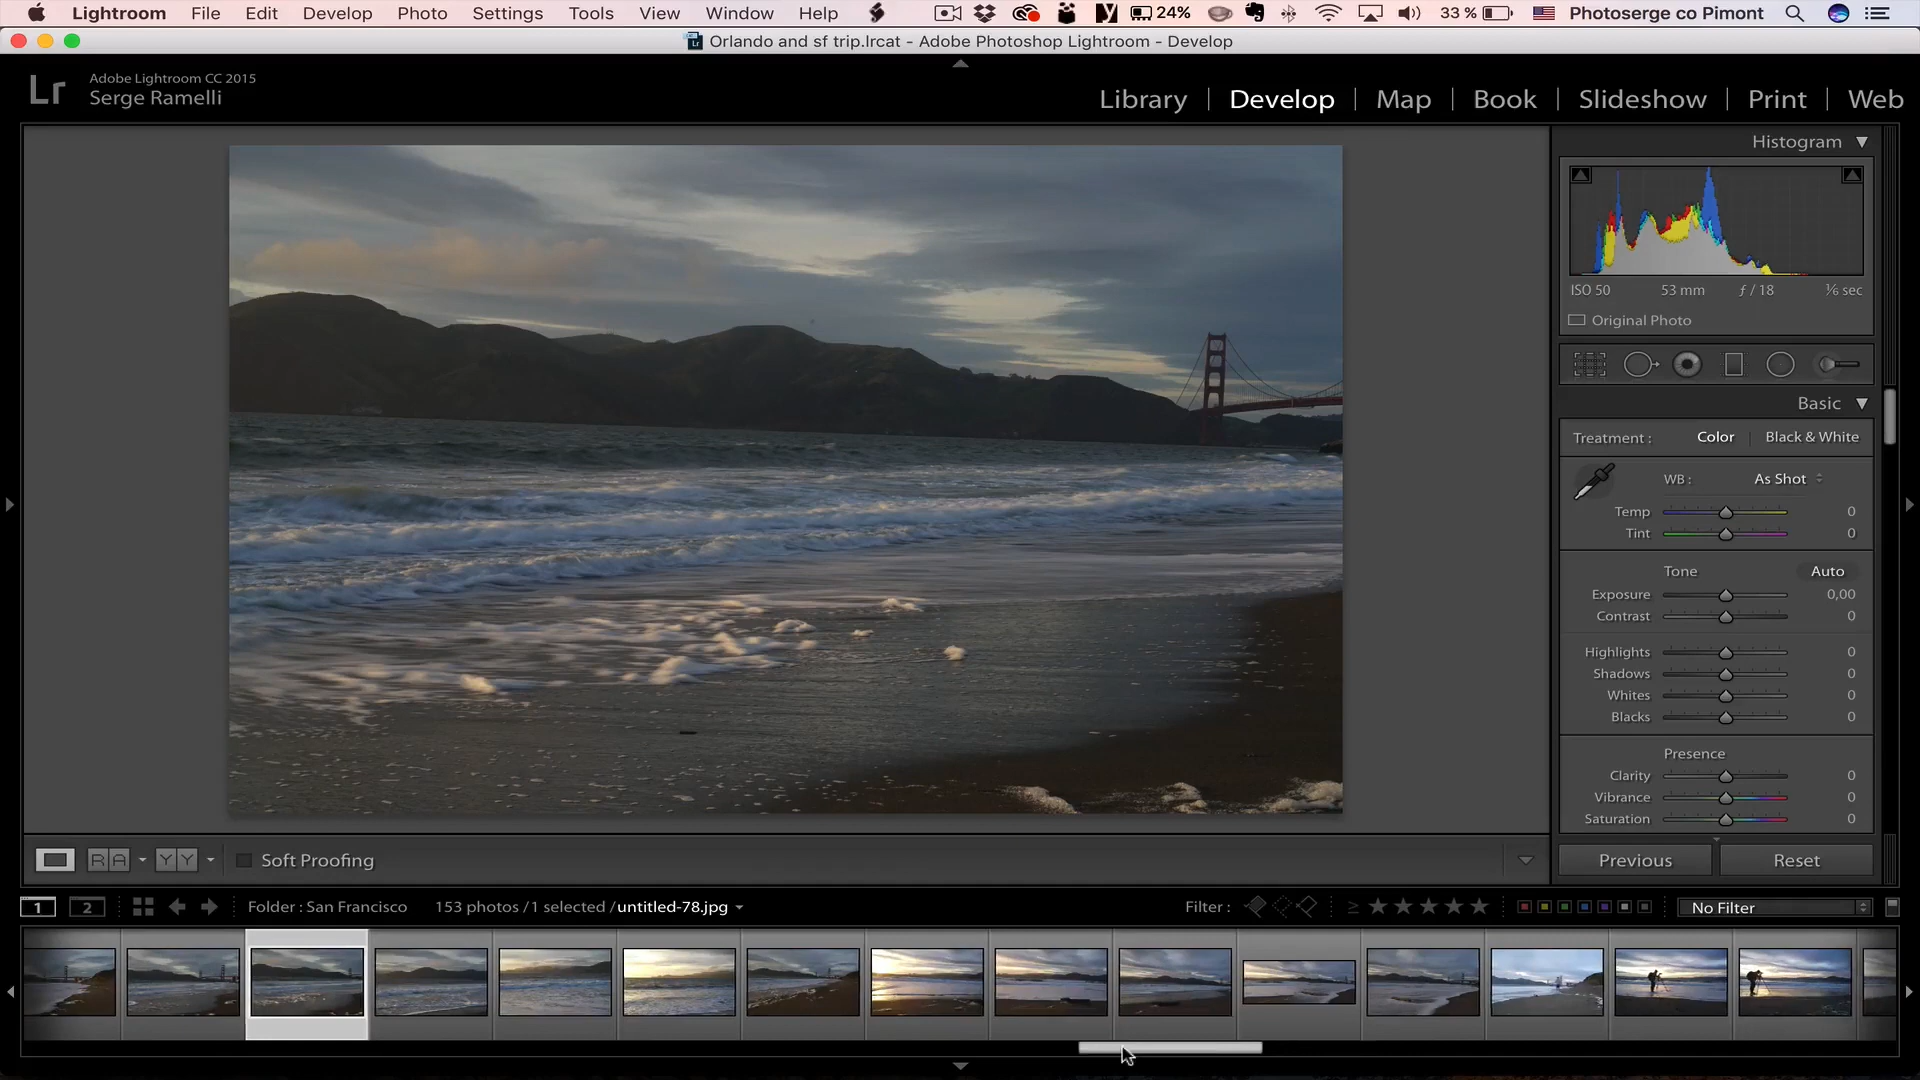 Lightroom File Edit Develop Photo Settings Tools View Window Help 24% 33 % Photoserge co Pimont
Orlando and sf trip.lrcat - Adobe Photoshop Lightroom - Develop
Lr
Adobe Lightroom CC 2015
Serge Ramelli
Library | Develop | Map | Book | Slideshow | Print | Web
Histogram
ISO 50 53 mm ƒ / 18 ⅙ sec
Original Photo
Basic
Treatment : Color | Black & White
WB : As Shot
Temp 0
Tint 0
Tone Auto
Exposure 0,00
Contrast 0
Highlights 0
Shadows 0
Whites 0
Blacks 0
Presence
Clarity 0
Vibrance 0
Saturation 0
R A Y Y Soft Proofing
Previous Reset
1 2 Folder : San Francisco 153 photos / 1 selected / untitled-78.jpg Filter : ≥ ★ ★ ★ ★ ★ No Filter